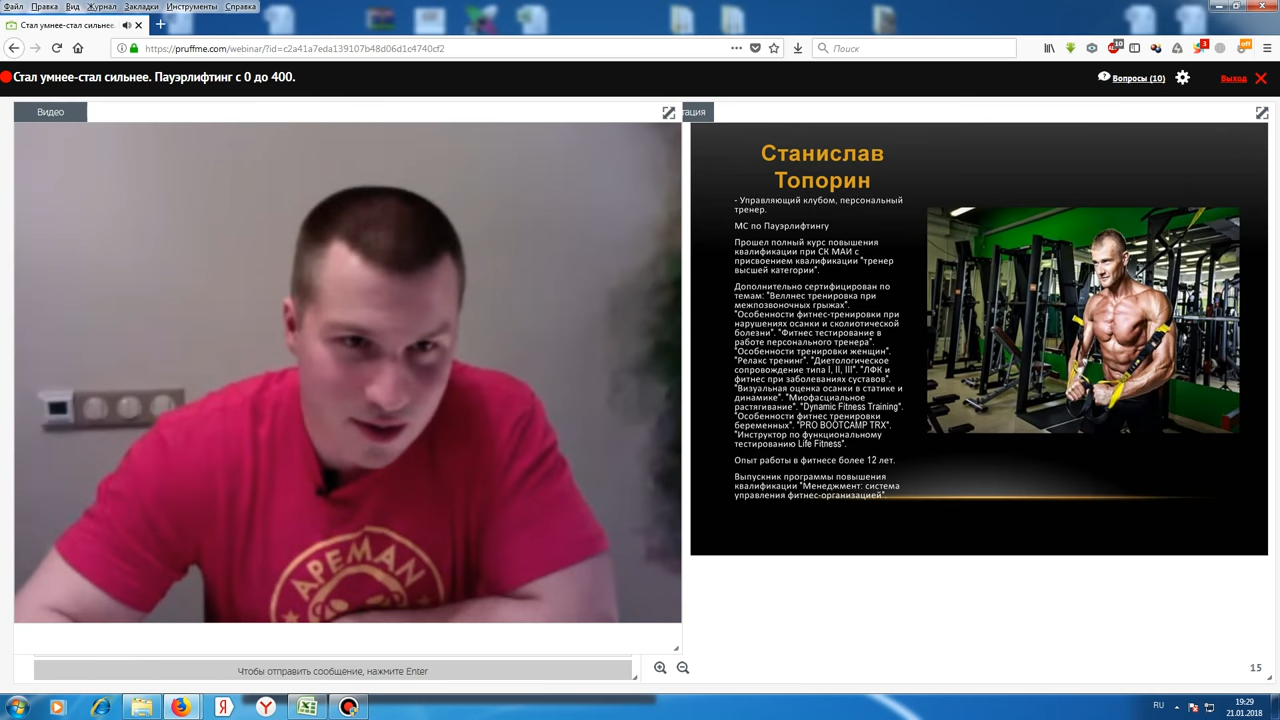 Файл Правка Вид Журнал Закладки Инструменты Справка
Стал умнее-стал сильнее.
https://pruffme.com/webinar/?id=c2a41a7eda139107b48d06d1c4740cf2
Поиск
10
3
off
Стал умнее-стал сильнее. Пауэрлифтинг с 0 до 400.
Вопросы (10)
Выход
Видео
тация
Станислав
Топорин
- Управляющий клубом, персональный
тренер.
МС по Пауэрлифтингу
Прошел полный курс повышения
квалификации при СК МАИ с
присвоением квалификации "тренер
высшей категории".
Дополнительно сертифицирован по
темам: "Веллнес тренировка при
межпозвоночных грыжах".
"Особенности фитнес-тренировки при
нарушениях осанки и сколиотической
болезни". "Фитнес тестирование в
работе персонального тренера".
"Особенности тренировки женщин".
"Релакс тренинг". "Диетологическое
сопровождение типа I, II, III". "ЛФК и
фитнес при заболеваниях суставов".
"Визуальная оценка осанки в статике и
динамике". "Миофасциальное
растягивание". "Dynamic Fitness Training".
"Особенности фитнес тренировки
беременных". "PRO BOOTCAMP TRX".
"Инструктор по функциональному
тестированию Life Fitness".
Опыт работы в фитнесе более 12 лет.
Выпускник программы повышения
квалификации "Менеджмент: система
управления фитнес-организацией".
APEMAN
Чтобы отправить сообщение, нажмите Enter
15
RU
19:29
21.01.2018